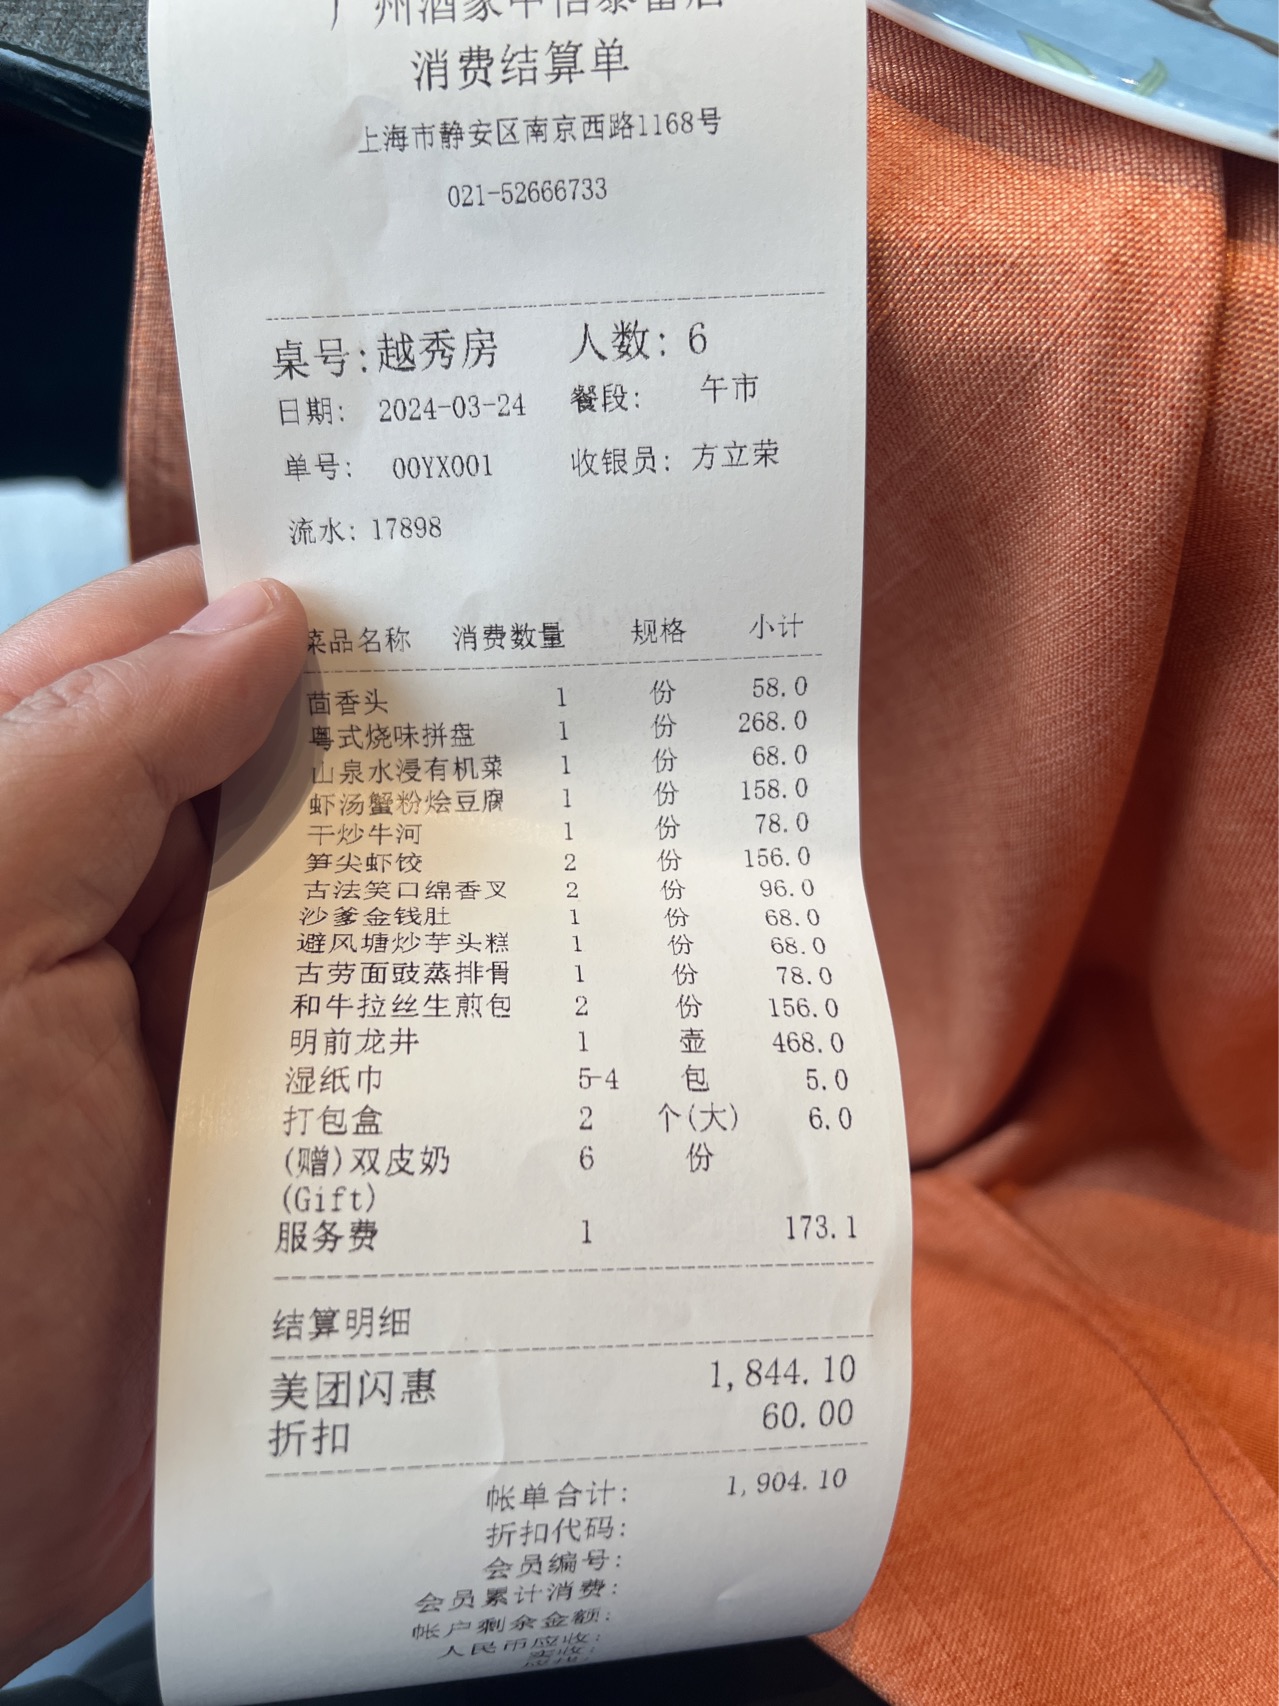 广州酒家中信泰富店
消费结算单
上海市静安区南京西路1168号
021-52666733
桌号:越秀房 人数: 6
日期: 2024-03-24 餐段: 午市
单号: 00YX001 收银员: 方立荣
流水: 17898
菜品名称 消费数量 规格 小计
茴香头 1 份 58.0
粤式烧味拼盘 1 份 268.0
山泉水浸有机菜 1 份 68.0
虾汤蟹粉烩豆腐 1 份 158.0
干炒牛河 1 份 78.0
笋尖虾饺 2 份 156.0
古法笑口绵香叉 2 份 96.0
沙爹金钱肚 1 份 68.0
避风塘炒芋头糕 1 份 68.0
古劳面豉蒸排骨 1 份 78.0
和牛拉丝生煎包 2 份 156.0
明前龙井 1 壶 468.0
湿纸巾 5-4 包 5.0
打包盒 2 个(大) 6.0
(赠)双皮奶 6 份
(Gift)
服务费 1 173.1
结算明细
美团闪惠 1,844.10
折扣 60.00
帐单合计: 1,904.10
折扣代码:
会员编号:
会员累计消费:
帐户剩余金额:
人民币应收:
实收: